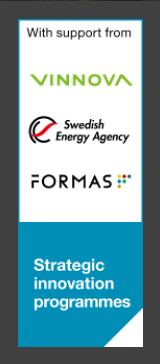 With support from
VINNOVA
Swedish
Energy Agency
FORMAS
Strategic
innovation
programmes